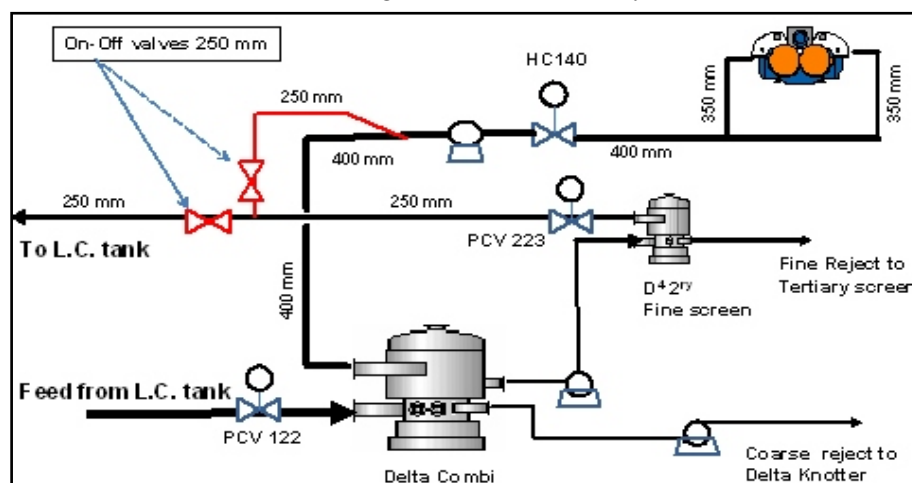 On-Off valves 250 mm
HC140
250 mm
350 mm
350 mm
400 mm
400 mm
250 mm
250 mm
To L.C. tank
PCV 223
Fine Reject to
Tertiary screen
D⁴ 2ʳʸ
Fine screen
400 mm
Feed from L.C. tank
PCV 122
Delta Combi
Coarse reject to
Delta Knotter